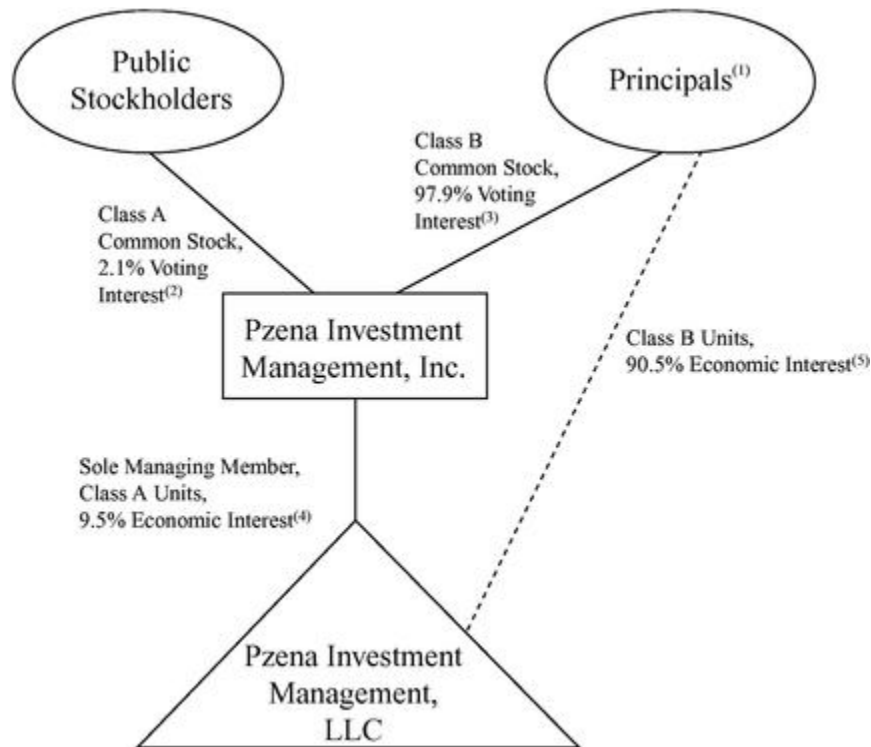 Public
Stockholders
Principals(1)
Class B
Common Stock,
97.9% Voting
Interest(3)
Class A
Common Stock,
2.1% Voting
Interest(2)
Pzena Investment
Management, Inc.
Class B Units,
90.5% Economic Interest(5)
Sole Managing Member,
Class A Units,
9.5% Economic Interest(4)
Pzena Investment
Management,
LLC